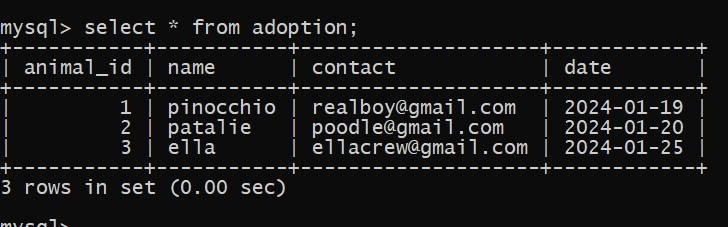 mysql> select * from adoption;
+-----------+-----------+--------------------+------------+
| animal_id | name      | contact            | date       |
+-----------+-----------+--------------------+------------+
|         1 | pinocchio | realboy@gmail.com  | 2024-01-19 |
|         2 | patalie   | poodle@gmail.com   | 2024-01-20 |
|         3 | ella      | ellacrew@gmail.com | 2024-01-25 |
+-----------+-----------+--------------------+------------+
3 rows in set (0.00 sec)
mysql>